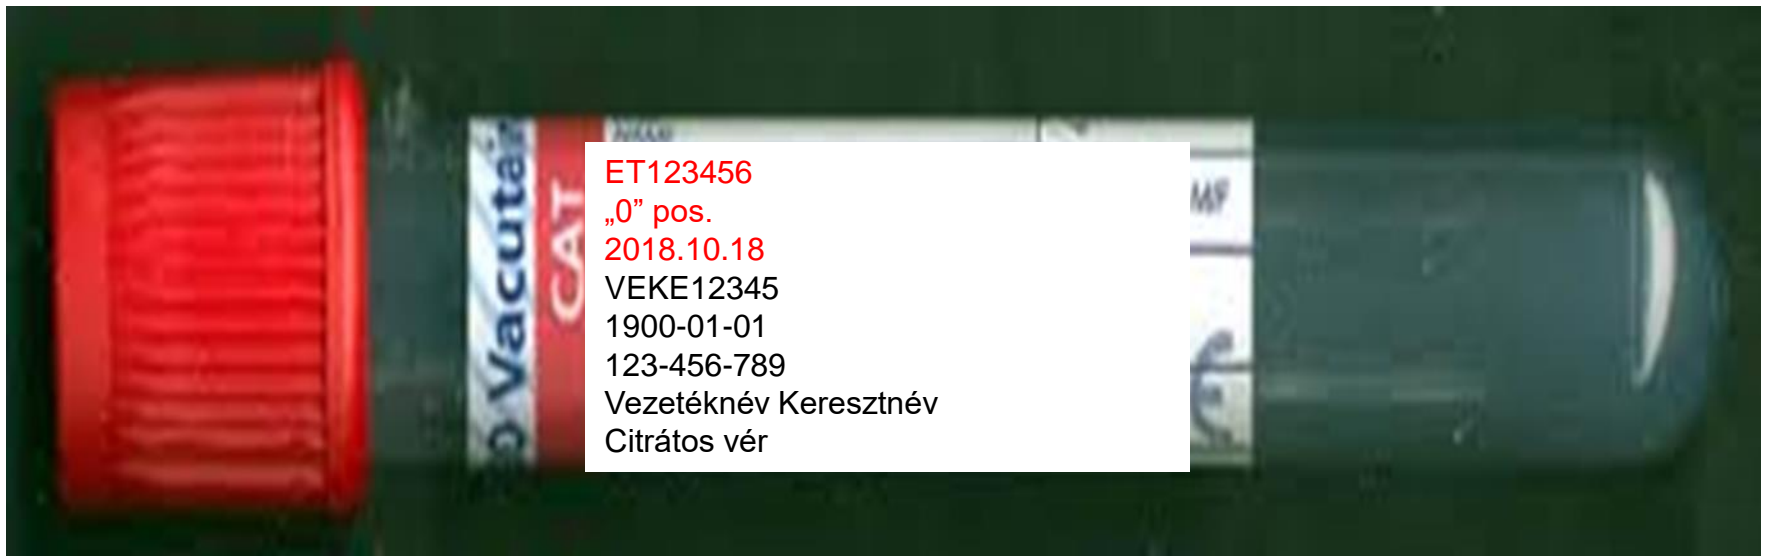 Vacutai
CAT
ET123456
„0” pos.
2018.10.18
VEKE12345
1900-01-01
123-456-789
Vezetéknév Keresztnév
Citrátos vér
M/F